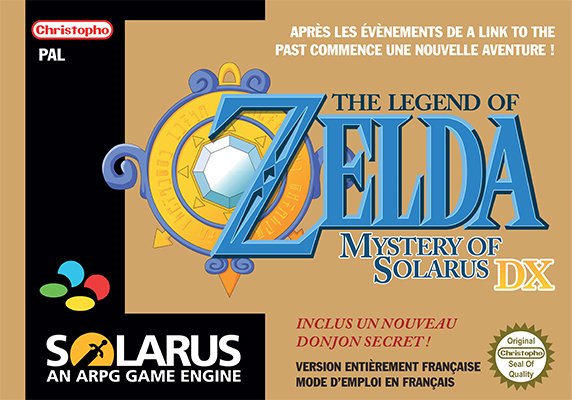 Christopho
PAL
APRÈS LES ÉVÈNEMENTS DE A LINK TO THE
PAST COMMENCE UNE NOUVELLE AVENTURE !
THE LEGEND OF
ZELDA
MYSTERY OF
SOLARUS DX
INCLUS UN NOUVEAU
DONJON SECRET !
SOLARUS
AN ARPG GAME ENGINE
VERSION ENTIÈREMENT FRANÇAISE
MODE D'EMPLOI EN FRANÇAIS
Original
Christopho
Seal Of
Quality